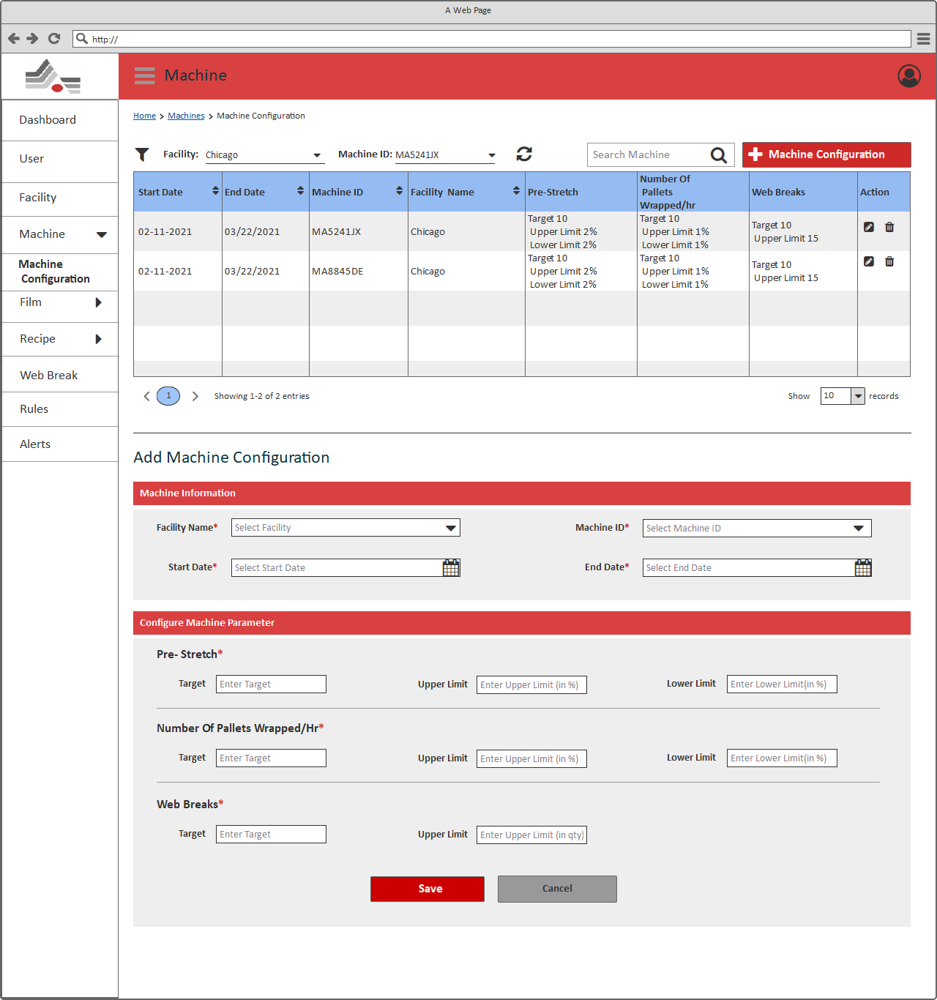 A Web Page
http://
Machine
Dashboard
User
Facility
Machine
Machine
Configuration
Film
Recipe
Web Break
Rules
Alerts
Home > Machines > Machine Configuration
Facility: Chicago Machine ID: MA5241JX Search Machine Machine Configuration
Start Date End Date Machine ID Facility Name Pre-Stretch Number Of
Pallets
Wrapped/hr Web Breaks Action
02-11-2021 03/22/2021 MA5241JX Chicago
Target 10
Upper Limit 2%
Lower Limit 2%
Target 10
Upper Limit 1%
Lower Limit 1%
Target 10
Upper Limit 15
02-11-2021 03/22/2021 MA8845DE Chicago
Target 10
Upper Limit 2%
Lower Limit 2%
Target 10
Upper Limit 1%
Lower Limit 1%
Target 10
Upper Limit 15
1 Showing 1-2 of 2 entries Show 10 records
Add Machine Configuration
Machine Information
Facility Name* Select Facility Machine ID* Select Machine ID
Start Date* Select Start Date End Date* Select End Date
Configure Machine Parameter
Pre- Stretch*
Target Enter Target Upper Limit Enter Upper Limit (in %) Lower Limit Enter Lower Limit(in %)
Number Of Pallets Wrapped/Hr*
Target Enter Target Upper Limit Enter Upper Limit (in %) Lower Limit Enter Lower Limit(in %)
Web Breaks*
Target Enter Target Upper Limit Enter Upper Limit (in qty)
Save Cancel